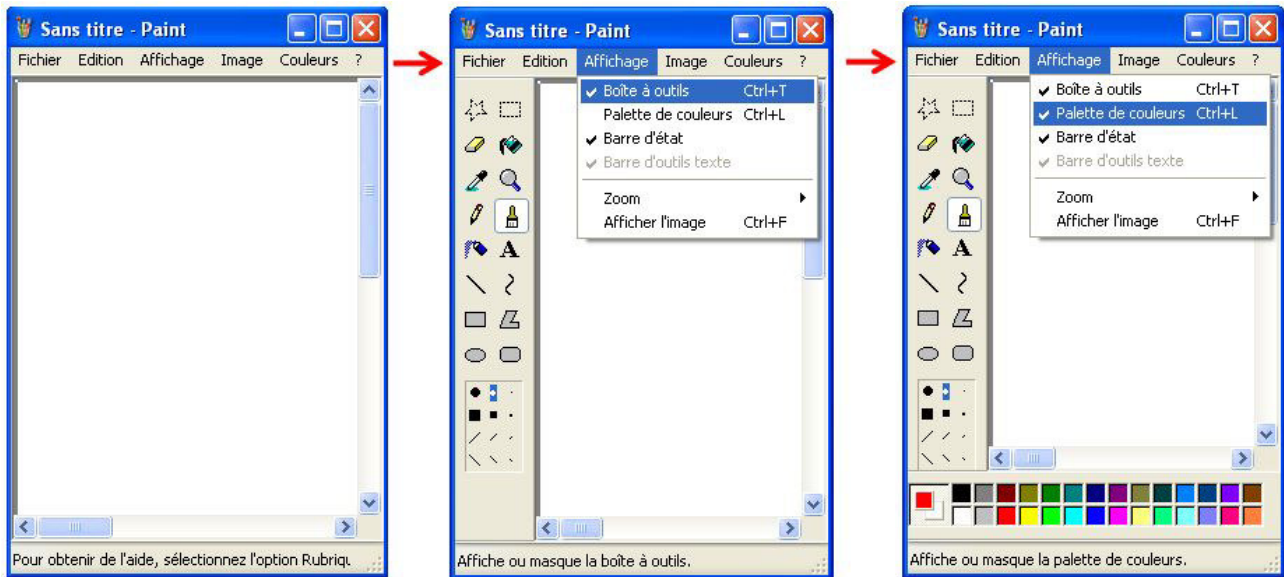 Sans titre - Paint
Fichier Edition Affichage Image Couleurs ?
Pour obtenir de l'aide, sélectionnez l'option Rubriqu
Sans titre - Paint
Fichier Edition Affichage Image Couleurs ?
Boîte à outils Ctrl+T
Palette de couleurs Ctrl+L
Barre d'état
Barre d'outils texte
Zoom
Afficher l'image Ctrl+F
A
Affiche ou masque la boîte à outils.
Sans titre - Paint
Fichier Edition Affichage Image Couleurs ?
Boîte à outils Ctrl+T
Palette de couleurs Ctrl+L
Barre d'état
Barre d'outils texte
Zoom
Afficher l'image Ctrl+F
A
Affiche ou masque la palette de couleurs.